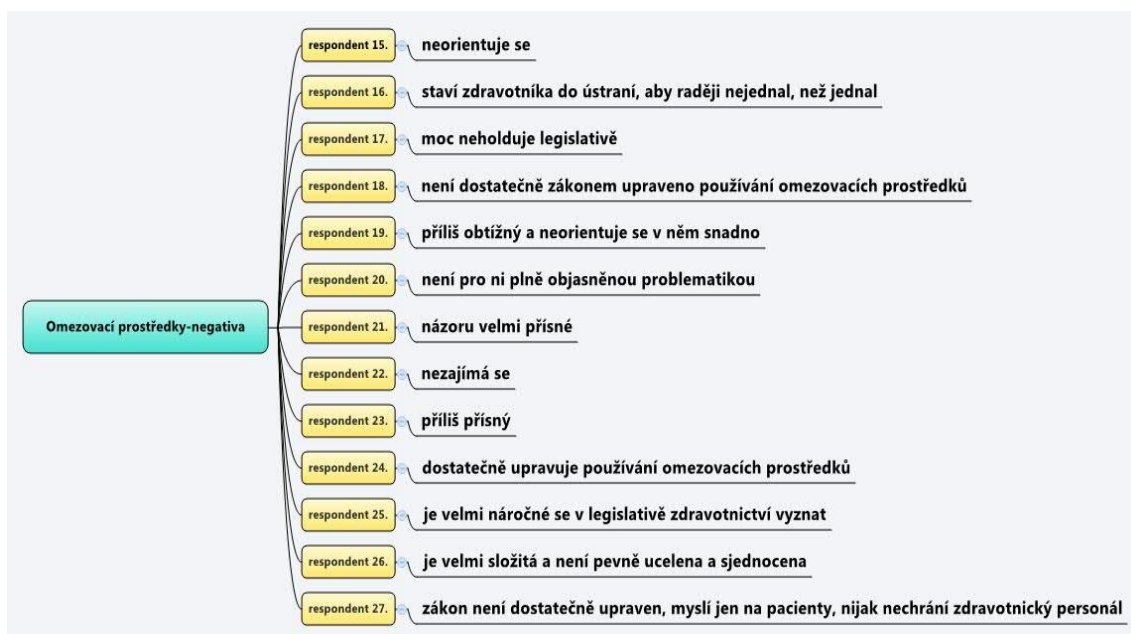 respondent 15. neorientuje se
respondent 16. staví zdravotníka do ústraní, aby raději nejednal, než jednal
respondent 17. moc neholduje legislativě
respondent 18. není dostatečně zákonem upraveno používání omezovacích prostředků
respondent 19. příliš obtížný a neorientuje se v něm snadno
respondent 20. není pro ni plně objasněnou problematikou
Omezovací prostředky-negativa
respondent 21. názoru velmi přísné
respondent 22. nezajímá se
respondent 23. příliš přísný
respondent 24. dostatečně upravuje používání omezovacích prostředků
respondent 25. je velmi náročné se v legislativě zdravotnictví vyznat
respondent 26. je velmi složitá a není pevně ucelena a sjednocena
respondent 27. zákon není dostatečně upraven, myslí jen na pacienty, nijak nechrání zdravotnický personál